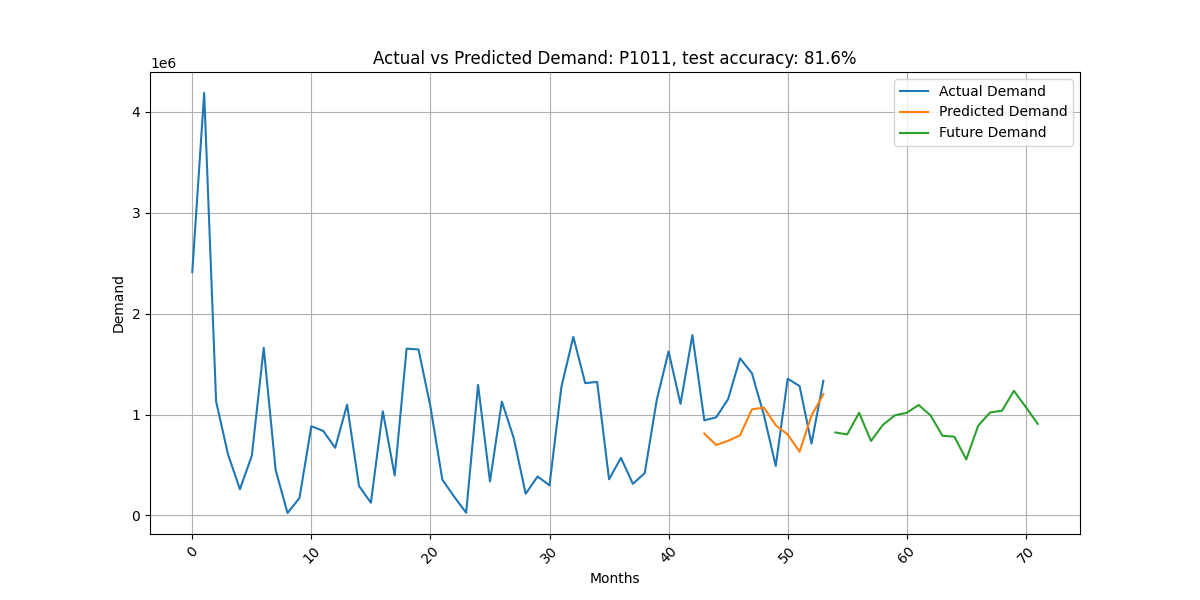 Actual vs Predicted Demand: P1011, test accuracy: 81.6%
1e6
Actual Demand
Predicted Demand
Future Demand
4
3
2
1
0
Demand
0 10 20 30 40 50 60 70
Months